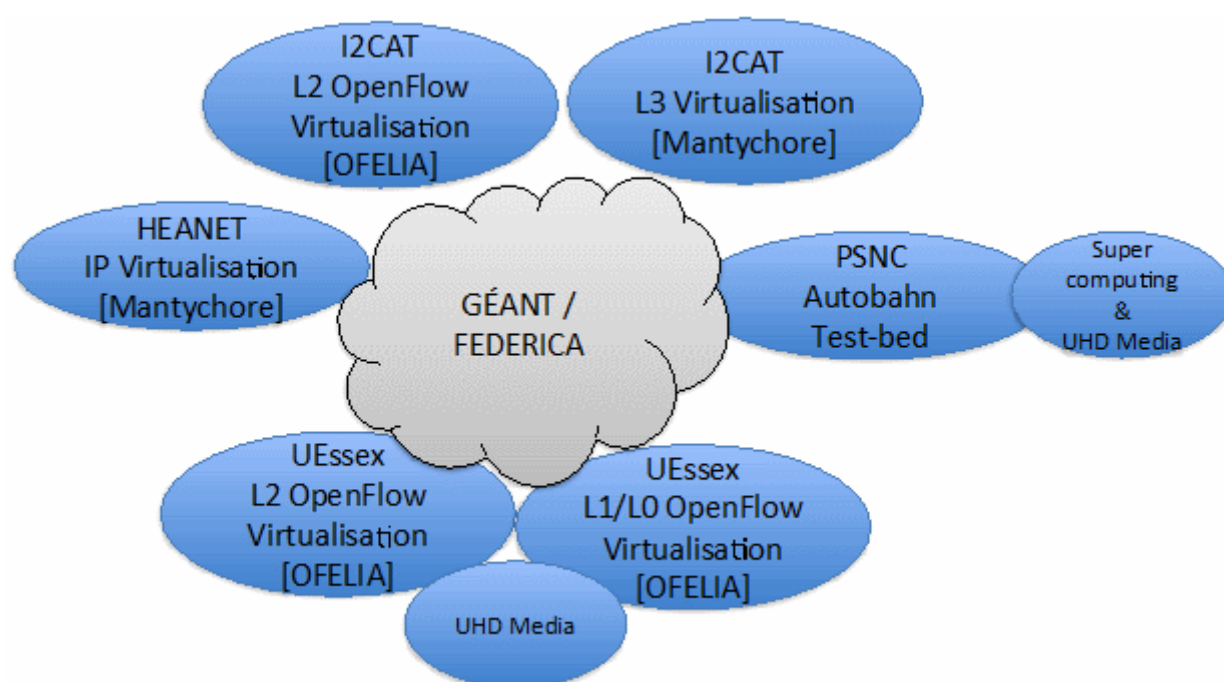 I2CAT
L2 OpenFlow
Virtualisation
[OFELIA]
I2CAT
L3 Virtualisation
[Mantychore]
HEANET
IP Virtualisation
[Mantychore]
GÉANT /
FEDERICA
PSNC
Autobahn
Test-bed
Super
computing
&
UHD Media
UEssex
L2 OpenFlow
Virtualisation
[OFELIA]
UEssex
L1/L0 OpenFlow
Virtualisation
[OFELIA]
UHD Media